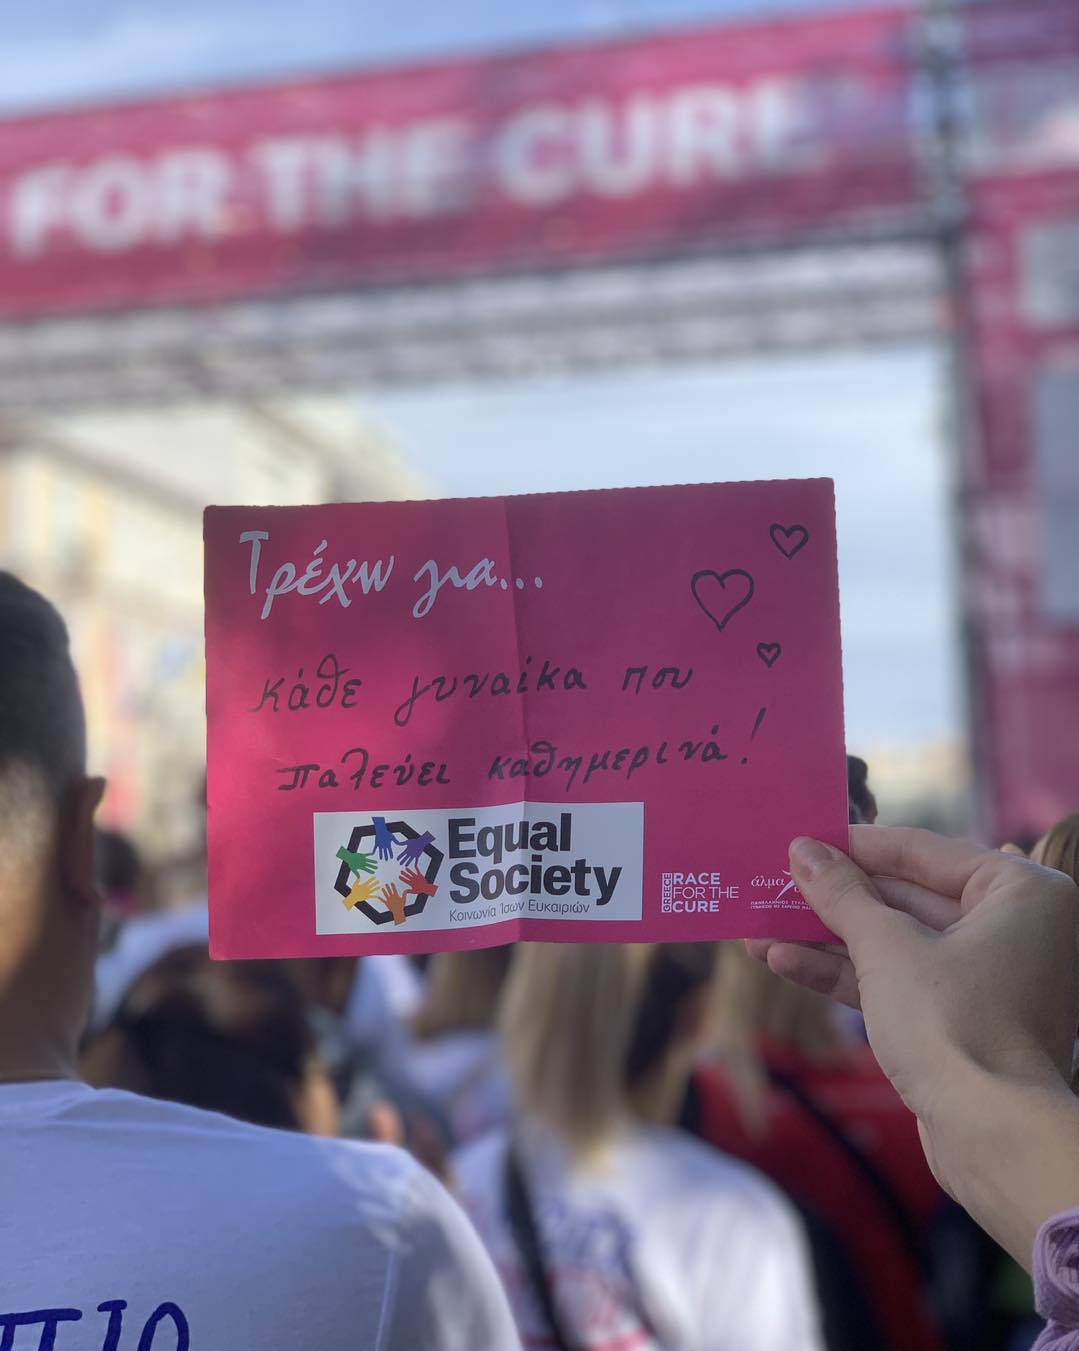 FOR THE CURE
Τρέχω για...
κάθε γυναίκα που
παλεύει καθημερινά!
Equal
Society
Κοινωνία Ίσων Ευκαιριών
GREECE
RACE
FOR THE
CURE
άλμα